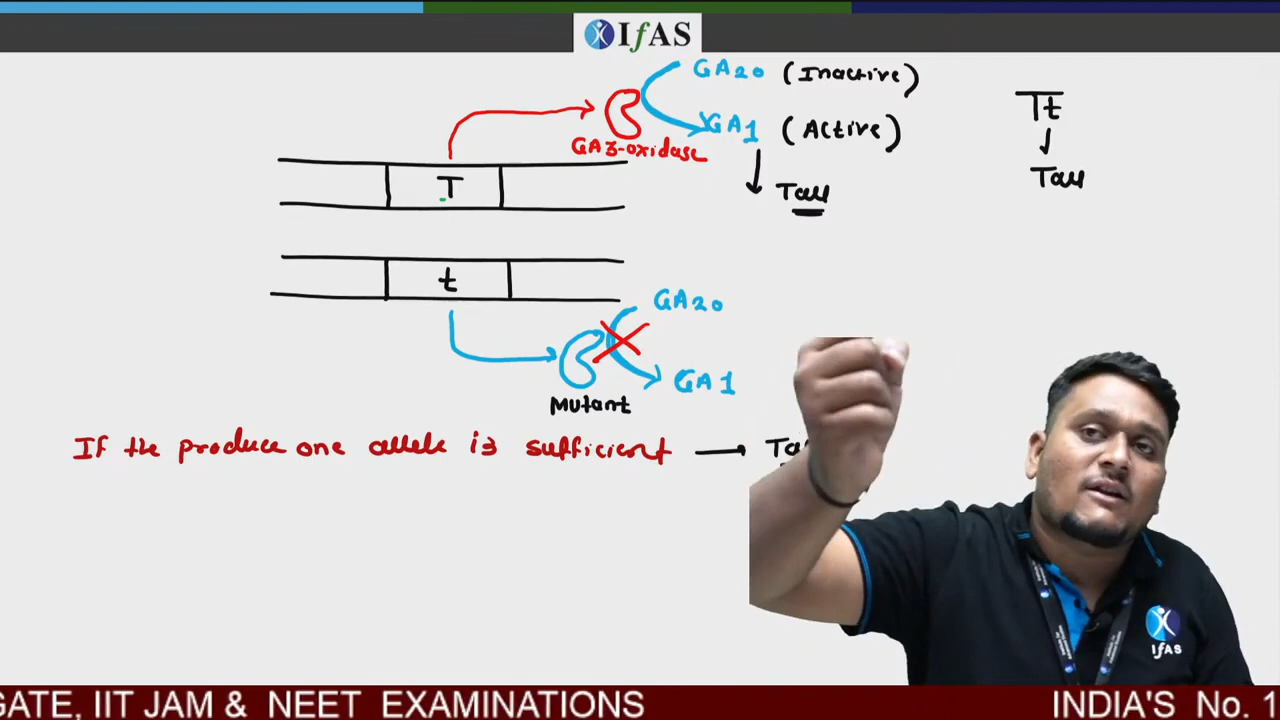 IfAS
GA20 (Inactive)
GA1 (Active)
GA3-oxidase
Tall
Tt
Tall
T
t
GA20
GA1
Mutant
If the produce one allele is sufficient
IfAS
GATE, IIT JAM & NEET EXAMINATIONS
INDIA'S No. 1